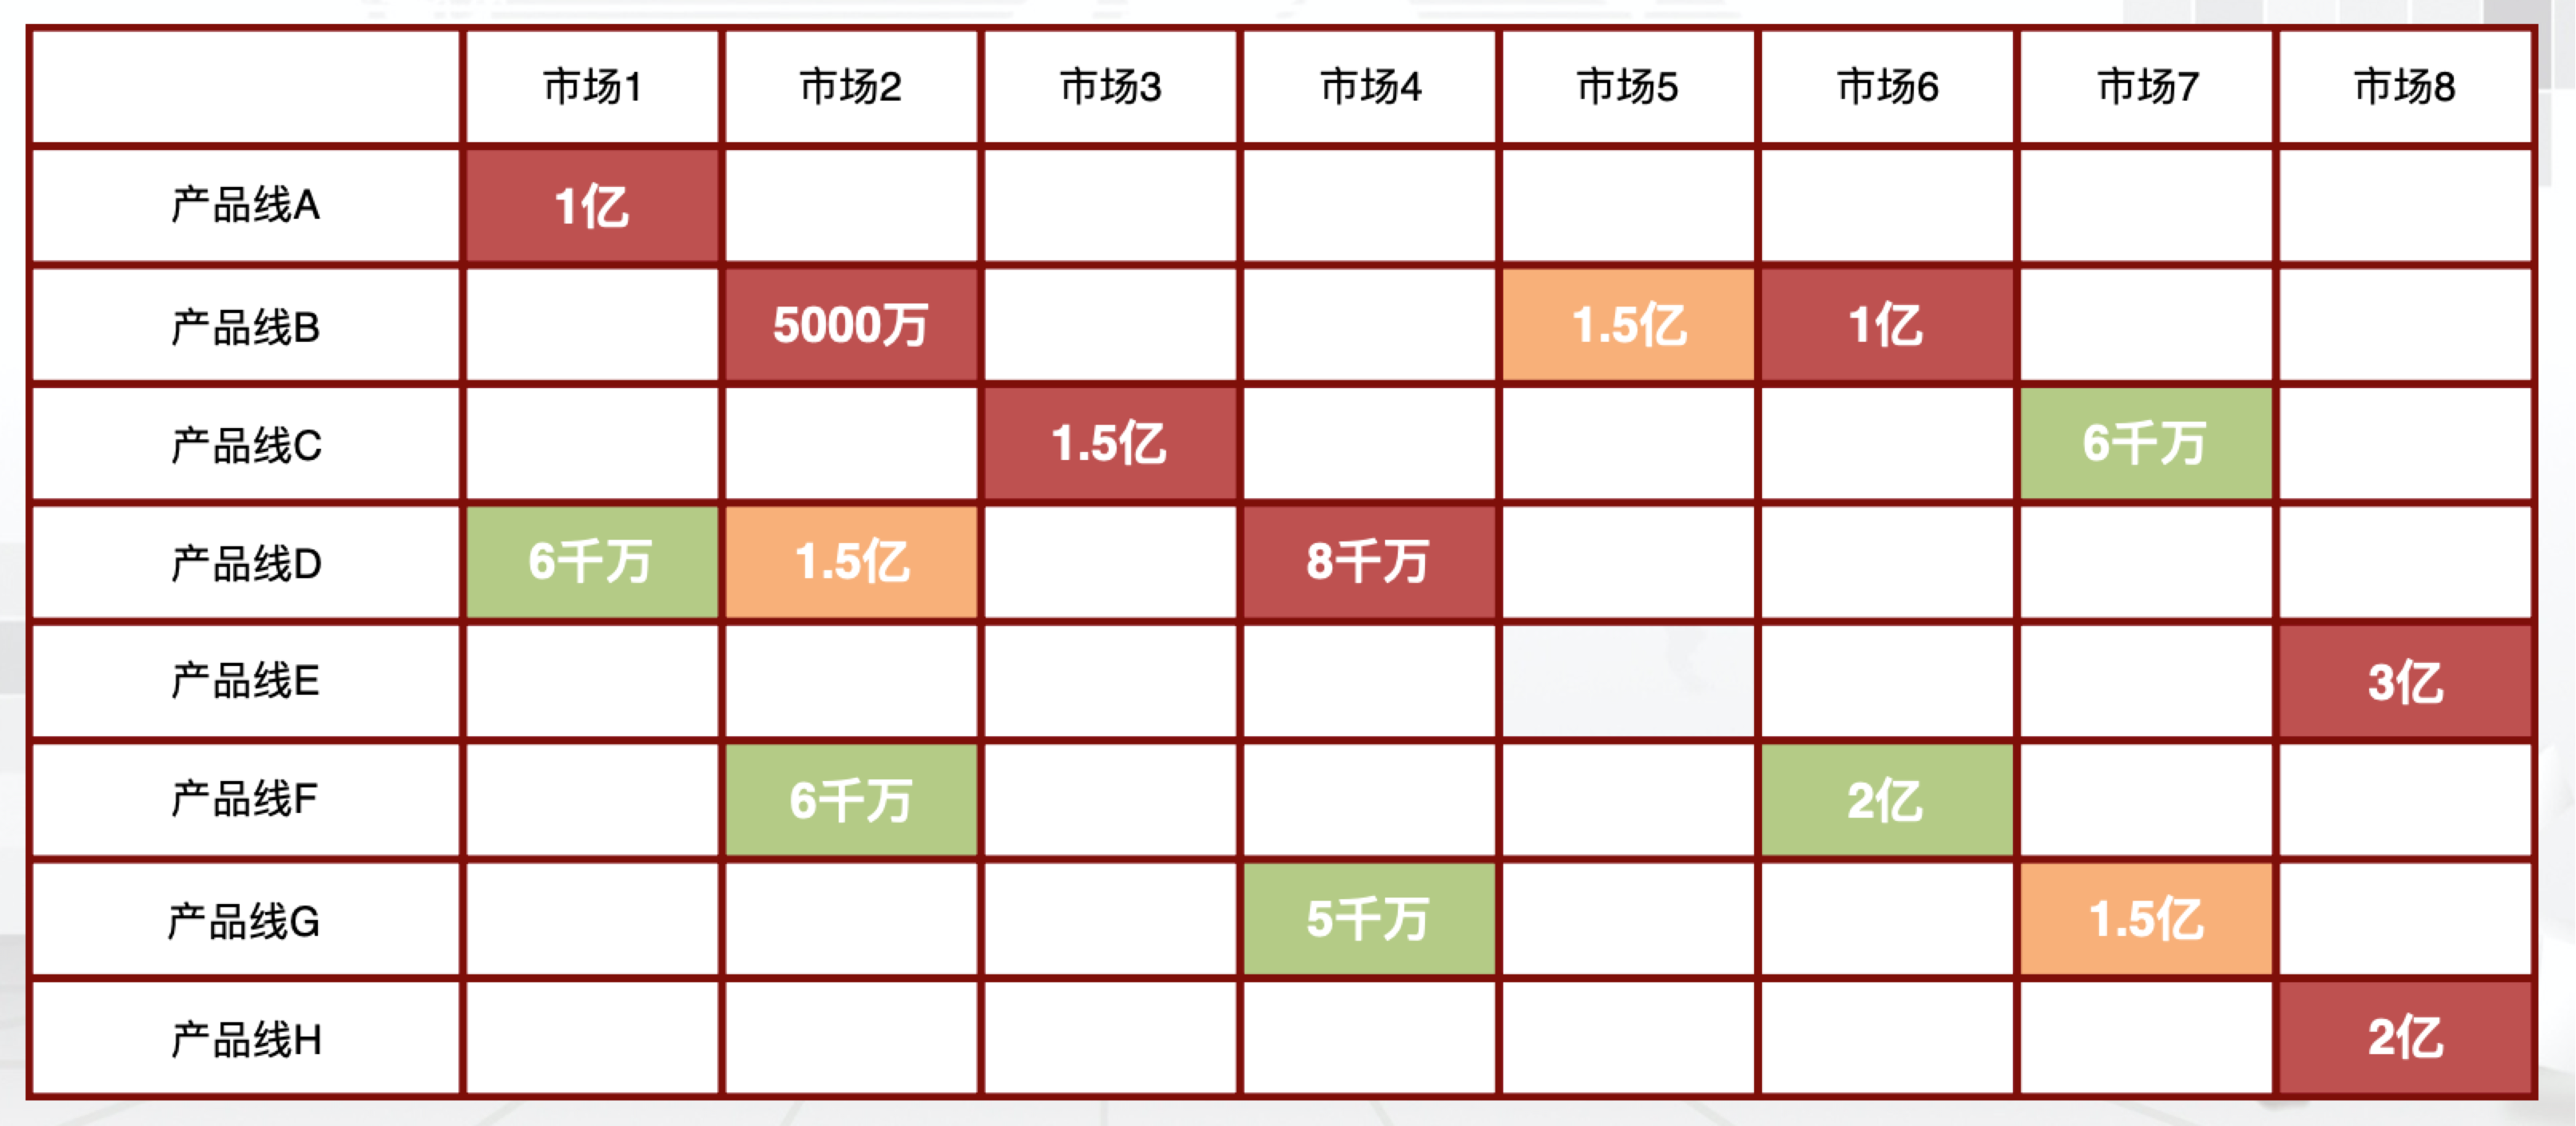 市场1 市场2 市场3 市场4 市场5 市场6 市场7 市场8
产品线A 1亿
产品线B 5000万 1.5亿 1亿
产品线C 1.5亿 6千万
产品线D 6千万 1.5亿 8千万
产品线E 3亿
产品线F 6千万 2亿
产品线G 5千万 1.5亿
产品线H 2亿